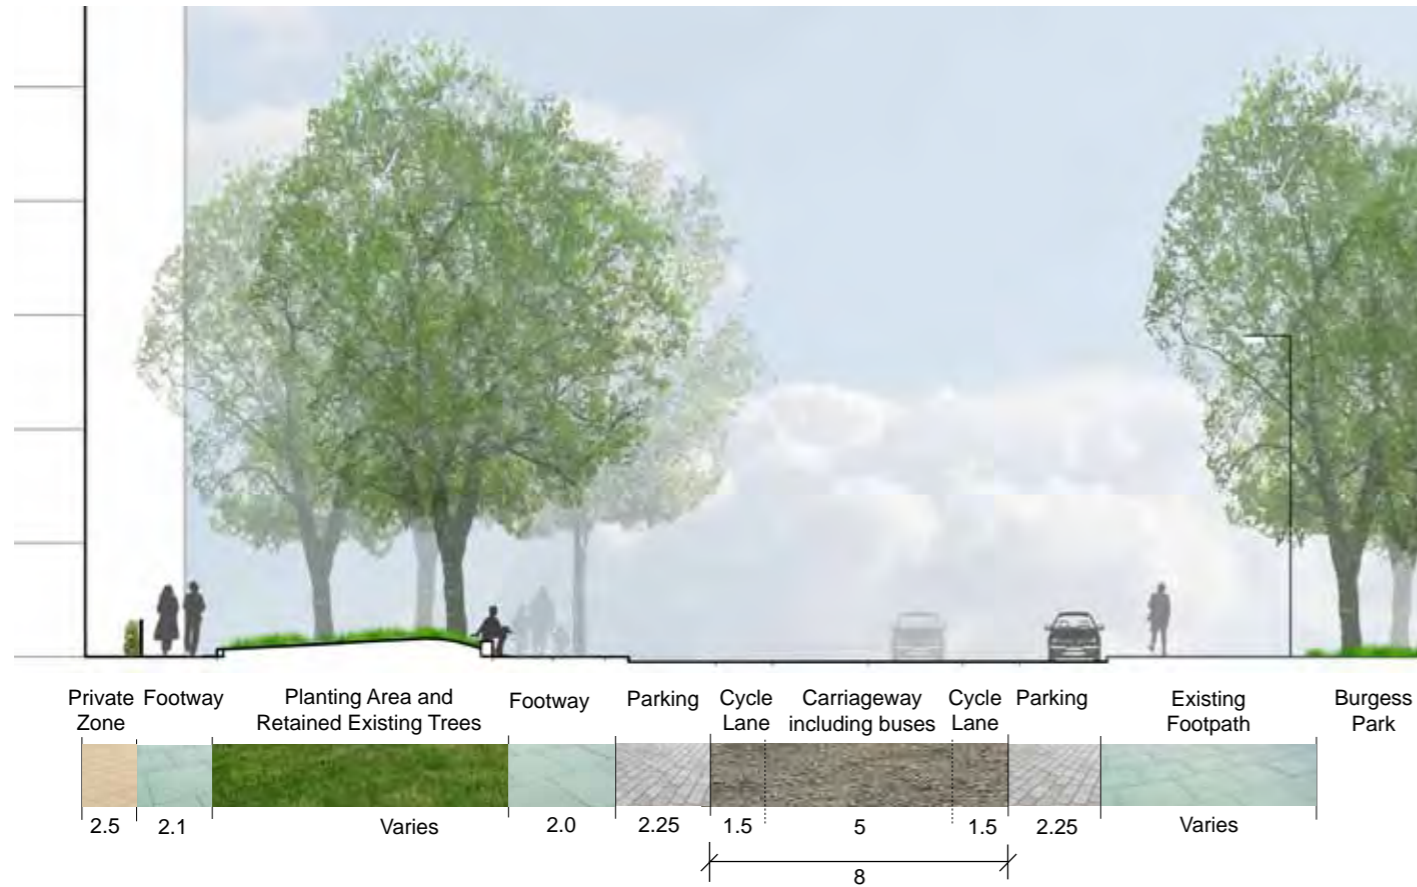 Private
Zone
Footway
Planting Area and
Retained Existing Trees
Footway
Parking
Cycle
Lane
Carriageway
including buses
Cycle
Lane
Parking
Existing
Footpath
Burgess
Park
2.5
2.1
Varies
2.0
2.25
1.5
5
1.5
2.25
Varies
8